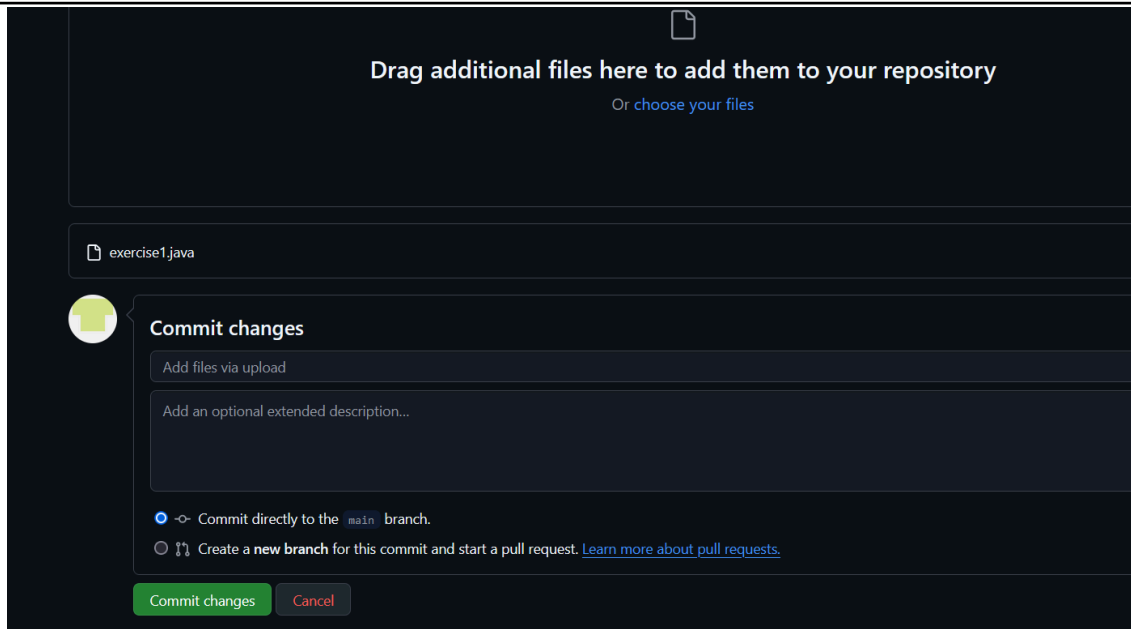 Drag additional files here to add them to your repository
Or choose your files
exercise1.java
Commit changes
Add files via upload
Add an optional extended description...
Commit directly to the main branch.
Create a new branch for this commit and start a pull request. Learn more about pull requests.
Commit changes Cancel